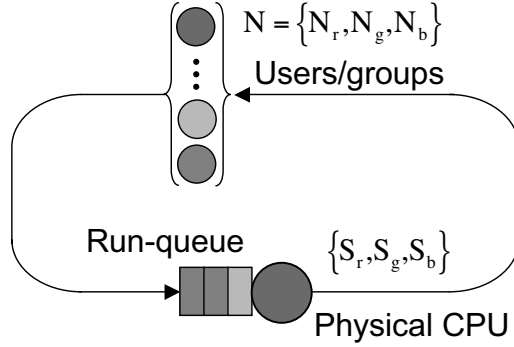 N = {N_r,N_g,N_b}
Users/groups
Run-queue
{S_r,S_g,S_b}
Physical CPU